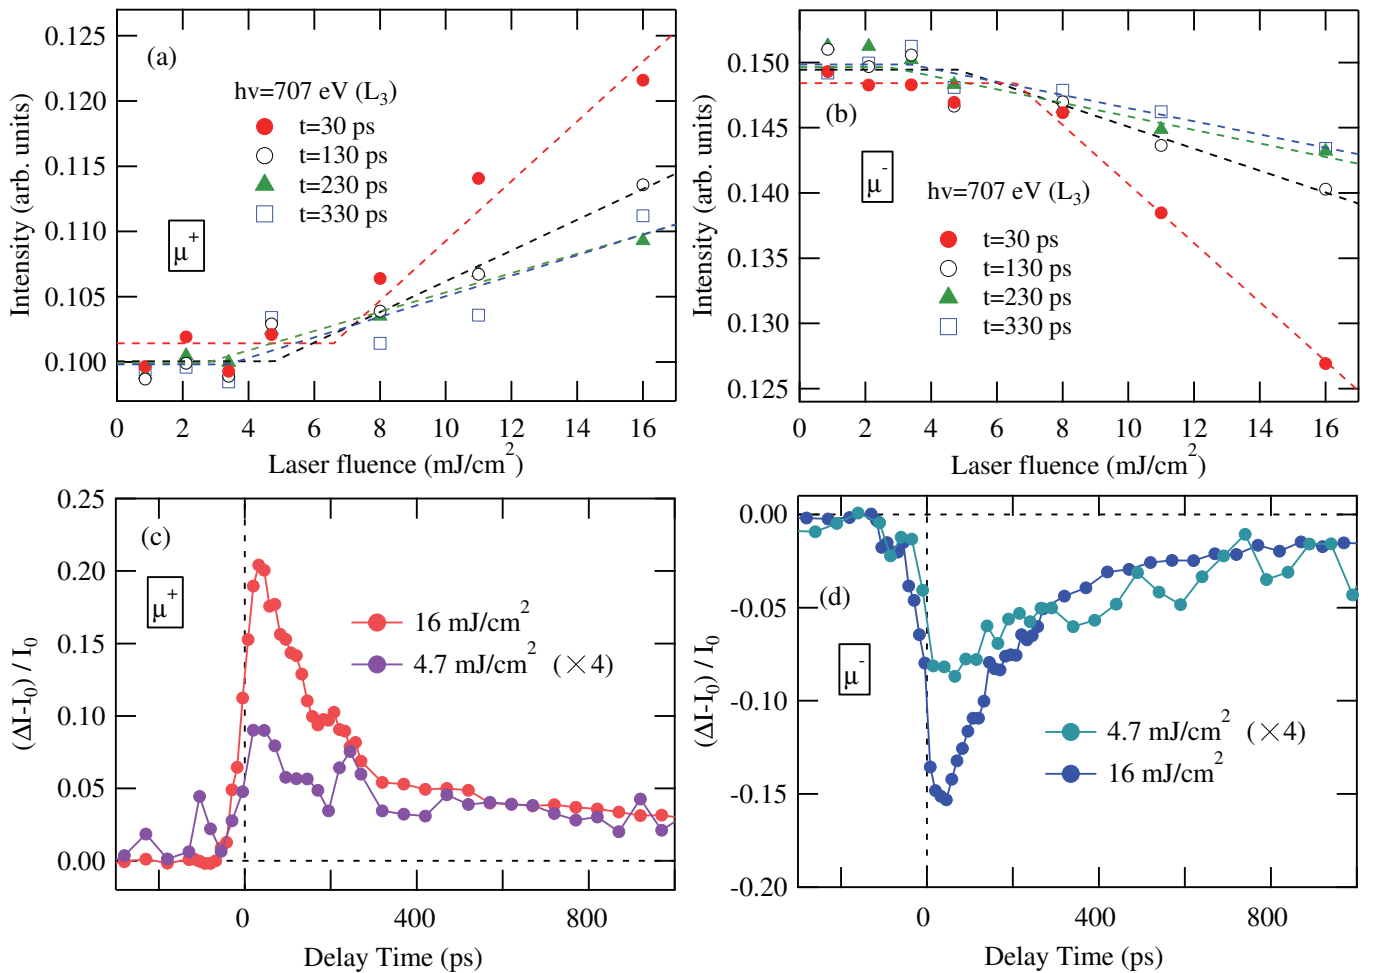 (a)
hν=707 eV (L3)
t=30 ps
t=130 ps
t=230 ps
t=330 ps
μ+
Intensity (arb. units)
0.125
0.120
0.115
0.110
0.105
0.100
0 2 4 6 8 10 12 14 16
Laser fluence (mJ/cm2)
(b)
μ-
hν=707 eV (L3)
t=30 ps
t=130 ps
t=230 ps
t=330 ps
Intensity (arb. units)
0.150
0.145
0.140
0.135
0.130
0.125
0 2 4 6 8 10 12 14 16
Laser fluence (mJ/cm2)
(c)
μ+
16 mJ/cm2
4.7 mJ/cm2 (×4)
(ΔI-I0) / I0
0.25
0.20
0.15
0.10
0.05
0.00
0 400 800
Delay Time (ps)
(d)
μ-
4.7 mJ/cm2 (×4)
16 mJ/cm2
(ΔI-I0) / I0
0.00
-0.05
-0.10
-0.15
-0.20
0 400 800
Delay Time (ps)